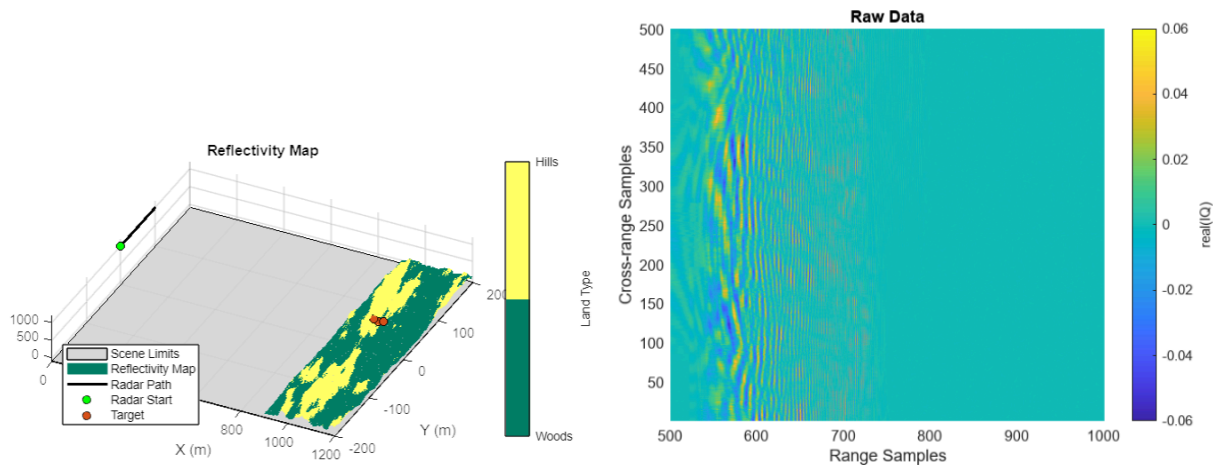 Reflectivity Map
Hills
Land Type
Woods
1000
500
0
0
800
1000
1200
X (m)
-200
-100
0
100
200
Y (m)
Scene Limits
Reflectivity Map
Radar Path
Radar Start
Target
Raw Data
500
450
400
350
300
250
200
150
100
50
Cross-range Samples
500
600
700
800
900
1000
Range Samples
0.06
0.04
0.02
0
-0.02
-0.04
-0.06
real(IQ)